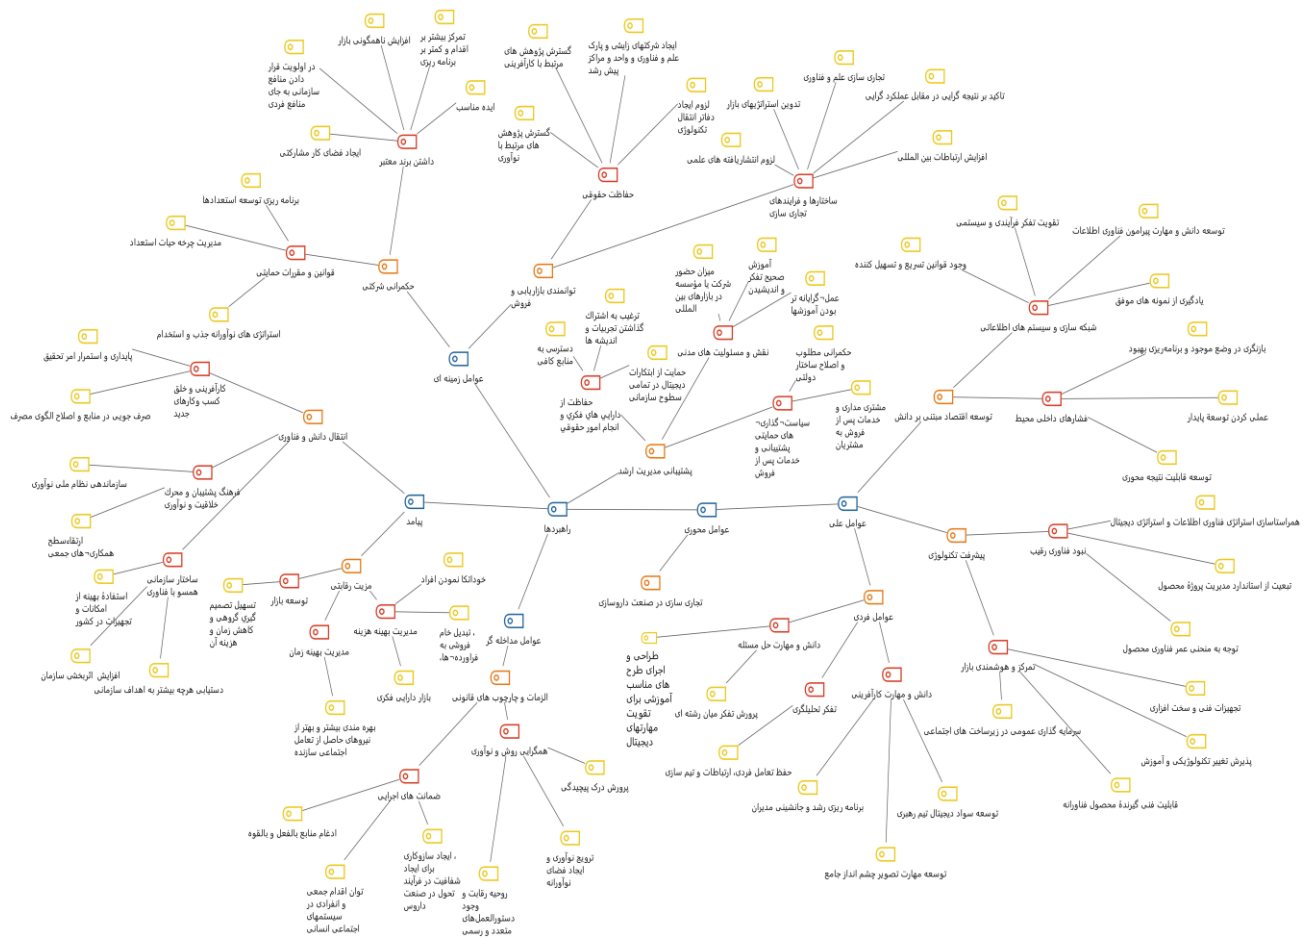 تمرکز بیشتر بر
اقدام و کمتر بر
برنامه ریزی
افزایش ناهمگونی بازار
در اولویت قرار
دادن منافع
سازمانی به جای
منافع فردی
ایده مناسب
ایجاد فضای کار مشارکتی
داشتن برند معتبر
ایجاد شرکتهای زایشی و پارک
علم و فناوری و واحد و مراکز
پیش رشد
گسترش پژوهش های
مرتبط با کارآفرینی
لزوم ایجاد
دفاتر انتقال
تکنولوژی
گسترش پژوهش
های مرتبط با
نوآوری
حفاظت حقوقی
تجاری سازی علم و فناوری
تاکید بر نتیجه گرایی در مقابل عملکرد گرایی
تدوین استراتژیهای بازار
افزایش ارتباطات بین المللی
لزوم انتشاریافته های علمی
ساختارها و فرایندهای
تجاری سازی
برنامه ریزی توسعه استعدادها
مدیریت چرخه حیات استعداد
قوانین و مقررات حمایتی
استراتژی های نوآورانه جذب و استخدام
حکمرانی شرکتی
توانمندی بازاریابی و
فروش
عوامل زمینه ای
توسعه دانش و مهارت پیرامون فناوری اطلاعات
تقویت تفکر فرآیندی و سیستمی
وجود قوانین تسریع و تسهیل کننده
یادگیری از نمونه های موفق
شبکه سازی و سیستم های اطلاعاتی
بازنگری در وضع موجود و برنامه‌ریزی بهبود
عملی کردن توسعهٔ پایدار
فشارهای داخلی محیط
توسعه قابلیت نتیجه محوری
توسعه اقتصاد مبتنی بر دانش
میزان حضور
شرکت یا مؤسسه
در بازارهای بین
المللی
آموزش
صحیح تفکر
و اندیشیدن
عمل¬گرایانه تر
بودن آموزشها
نقش و مسئولیت های مدنی
ترغیب به اشتراك
گذاشتن تجربیات و
اندیشه ها
دسترسی به
منابع کافی
حمایت از ابتکارات
دیجیتال در تمامی
سطوح سازمانی
حفاظت از
دارایي هاي فکري و
انجام امور حقوقي
حکمرانی مطلوب
و اصلاح ساختار
دولتی
مشتری مداری و
خدمات پس از
فروش به
مشتریان
سیاست¬گذاری¬
های حمایتی
پشتیبانی و
خدمات پس از
فروش
پشتیبانی مدیریت ارشد
پایداری و استمرار امر تحقیق
صرف جویی در منابع و اصلاح الگوی مصرف
کارآفرینی و خلق
کسب وکارهای
جدید
انتقال دانش و فناوری
سازماندهی نظام ملی نوآوری
فرهنگ پشتیبان و محرك
خلاقیت و نوآوری
ارتقاءسطح
همکاری¬های جمعی
ساختار سازمانی
همسو با فناوری
استفادهٔ بهینه از
امکانات و
تجهیزات در کشور
افزایش اثربخشی سازمان
دستیابی هرچه بیشتر به اهداف سازمانی
پیامد
راهبردها
عوامل محوری
عوامل علی
تجاری سازی در صنعت داروسازی
مزیت رقابتی
توسعه بازار
تسهیل تصمیم
گیري گروهی و
کاهش زمان و
هزینه آن
خوداتکا نمودن افراد
مدیریت بهینه هزینه
، تبدیل خام
فروشی به
فراورده¬ها،
بازار دارایی فکری
مدیریت بهینه زمان
بهره مندی بیشتر و بهتر از
نیروهای حاصل از تعامل
اجتماعی سازنده
عوامل مداخله گر
الزمات و چارچوب های قانونی
همگرایی روش و نوآوری
پرورش درک پیچیدگی
ترویج نوآوری و
ایجاد فضای
نوآورانه
روحیه رقابت و
وجود
دستورالعمل‌های
متعدد و رسمی
ضمانت های اجرایی
ادغام منابع بالفعل و بالقوه
توان اقدام جمعی
و انفرادی در
سیستمهای
اجتماعی انسانی
، ایجاد سازوکاری
برای ایجاد
شفافیت در فرآیند
تحول در صنعت
داروس
پیشرفت تکنولوژی
همراستاسازی استراتژی فناوری اطلاعات و استراتژی دیجیتال
نبود فناوری رقیب
تبعیت از استاندارد مدیریت پروژهٔ محصول
توجه به منحنی عمر فناوری محصول
تمرکز و هوشمندی بازار
تجهیزات فنی و سخت افزاری
سرمایه گذاری عمومی در زیرساخت های اجتماعی
پذیرش تغییر تکنولوژیکی و آموزش
قابلیت فنی گیرندهٔ محصول فناورانه
عوامل فردی
دانش و مهارت حل مسئله
طراحی و
اجرای طرح
های مناسب
آموزشی برای
تقویت
مهارتهای
دیجیتال
پرورش تفکر میان رشته ای
تفکر تحلیلگری
حفظ تعامل فردی، ارتباطات و تیم سازی
دانش و مهارت کارآفرینی
برنامه ریزی رشد و جانشینی مدیران
توسعه سواد دیجیتال تیم رهبری
توسعه مهارت تصویر چشم انداز جامع